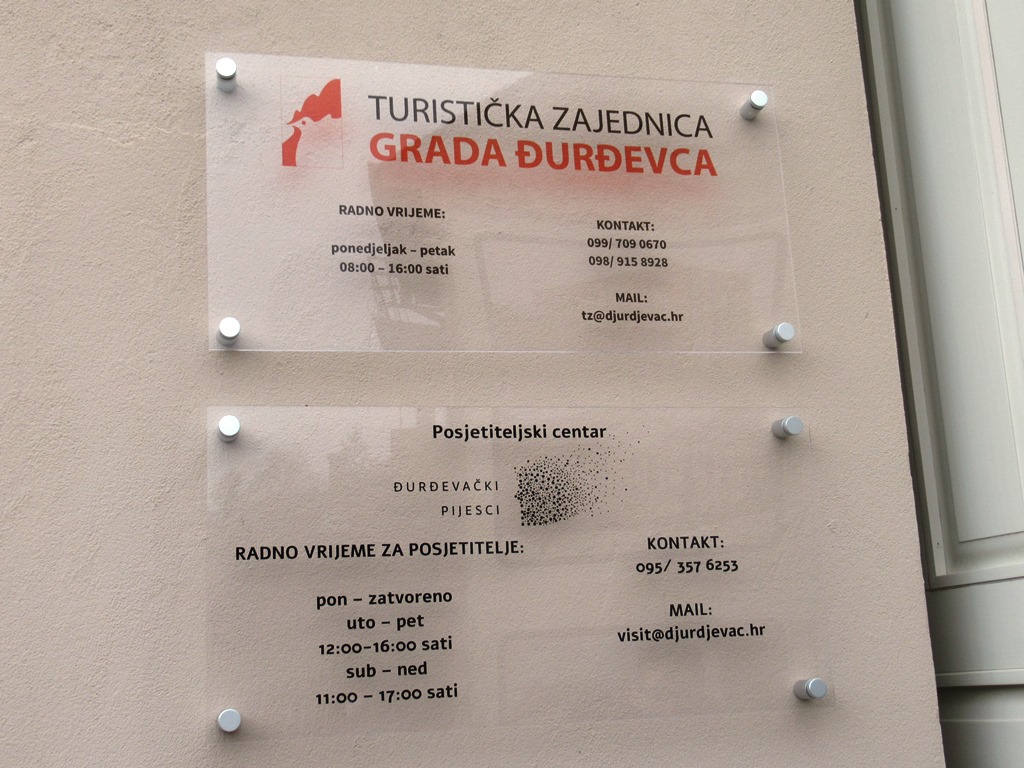 TURISTIČKA ZAJEDNICA
GRADA ĐURĐEVCA
RADNO VRIJEME:
ponedjeljak – petak
08:00 – 16:00 sati
KONTAKT:
099/ 709 0670
098/ 915 8928
MAIL:
tz@djurdjevac.hr
Posjetiteljski centar
ĐURĐEVAČKI
PIJESCI
RADNO VRIJEME ZA POSJETITELJE:
pon – zatvoreno
uto – pet
12:00–16:00 sati
sub – ned
11:00 – 17:00 sati
KONTAKT:
095/ 357 6253
MAIL:
visit@djurdjevac.hr